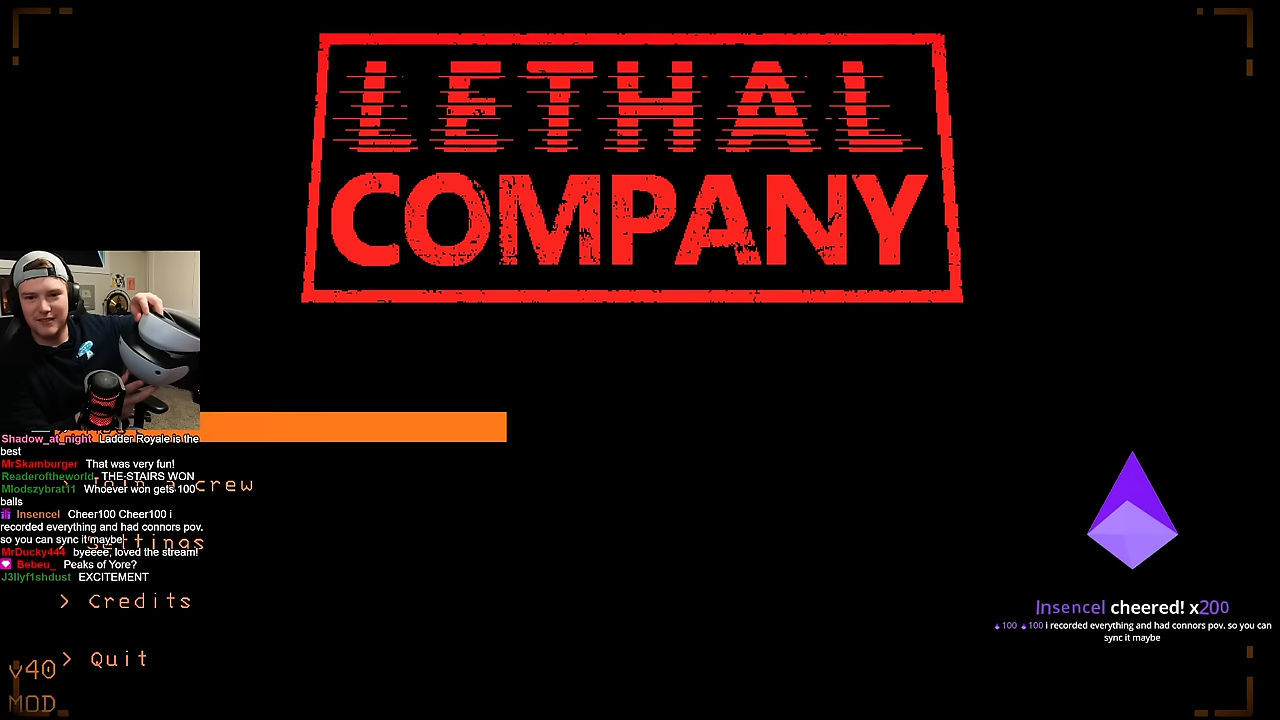 LETHAL
COMPANY
Shadow_at_night Ladder Royale is the
best
MrSkamburger That was very fun!
Readeroftheworld THE STAIRS WON
Mlodszybrat11 Whoever won gets 100
balls
Insencel Cheer100 Cheer100 i
recorded everything and had connors pov.
so you can sync it maybe
MrDucky444 byeeee, loved the stream!
Bebeu_ Peaks of Yore?
J3llyf1shdust EXCITEMENT
crew
> Settings
> Credits
> Quit
v40
MOD
Insencel cheered! x200
100 100 i recorded everything and had connors pov. so you can
sync it maybe